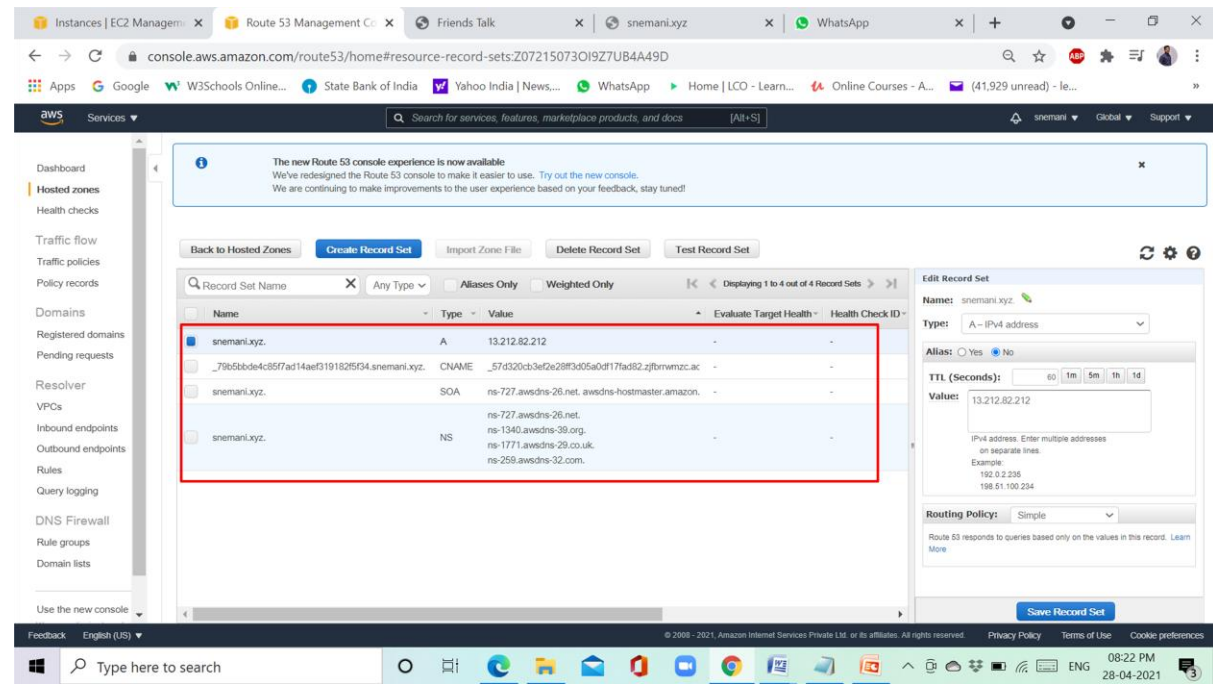 Instances | EC2 Managem
Route 53 Management Co
Friends Talk
snemani.xyz
WhatsApp
console.aws.amazon.com/route53/home#resource-record-sets:Z07215073OI9Z7UB4A49D
ABP
Apps
Google
W3Schools Online...
State Bank of India
Yahoo India | News,...
WhatsApp
Home | LCO - Learn...
Online Courses - A...
(41,929 unread) - le...
aws
Services
Search for services, features, marketplace products, and docs
[Alt+S]
snemani
Global
Support
Dashboard
Hosted zones
Health checks
Traffic flow
Traffic policies
Policy records
Domains
Registered domains
Pending requests
Resolver
VPCs
Inbound endpoints
Outbound endpoints
Rules
Query logging
DNS Firewall
Rule groups
Domain lists
Use the new console
The new Route 53 console experience is now available
We've redesigned the Route 53 console to make it easier to use. Try out the new console.
We are continuing to make improvements to the user experience based on your feedback, stay tuned!
Back to Hosted Zones
Create Record Set
Import Zone File
Delete Record Set
Test Record Set
Record Set Name
X
Any Type
Aliases Only
Weighted Only
Displaying 1 to 4 out of 4 Record Sets
Name
Type
Value
Evaluate Target Health
Health Check ID
snemani.xyz.
A
13.212.82.212
-
-
_79b5bbde4c85f7ad14aef319182f5f34.snemani.xyz.
CNAME
_57d320cb3ef2e28ff3d05a0df17fad82.zjfbrrwmzc.ac
-
-
snemani.xyz.
SOA
ns-727.awsdns-26.net. awsdns-hostmaster.amazon.
-
-
snemani.xyz.
NS
ns-727.awsdns-26.net.
ns-1340.awsdns-39.org.
ns-1771.awsdns-29.co.uk.
ns-259.awsdns-32.com.
-
-
Edit Record Set
Name: snemani.xyz.
Type: A – IPv4 address
Alias: Yes No
TTL (Seconds): 60 1m 5m 1h 1d
Value: 13.212.82.212
IPv4 address. Enter multiple addresses
on separate lines.
Example:
192.0.2.235
198.51.100.234
Routing Policy: Simple
Route 53 responds to queries based only on the values in this record. Learn
More
Save Record Set
Feedback
English (US)
© 2008 - 2021, Amazon Internet Services Private Ltd. or its affiliates. All rights reserved.
Privacy Policy
Terms of Use
Cookie preferences
Type here to search
ENG
08:22 PM
28-04-2021
3